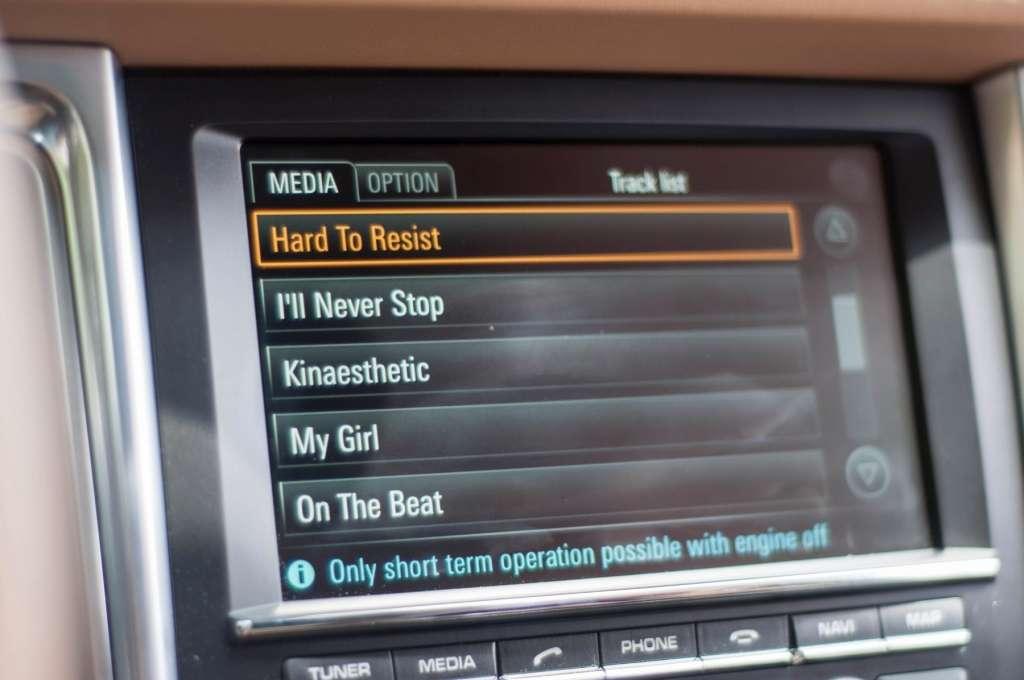 MEDIA OPTION Track list
Hard To Resist
I'll Never Stop
Kinaesthetic
My Girl
On The Beat
i Only short term operation possible with engine off
TUNER MEDIA PHONE NAVI MAP